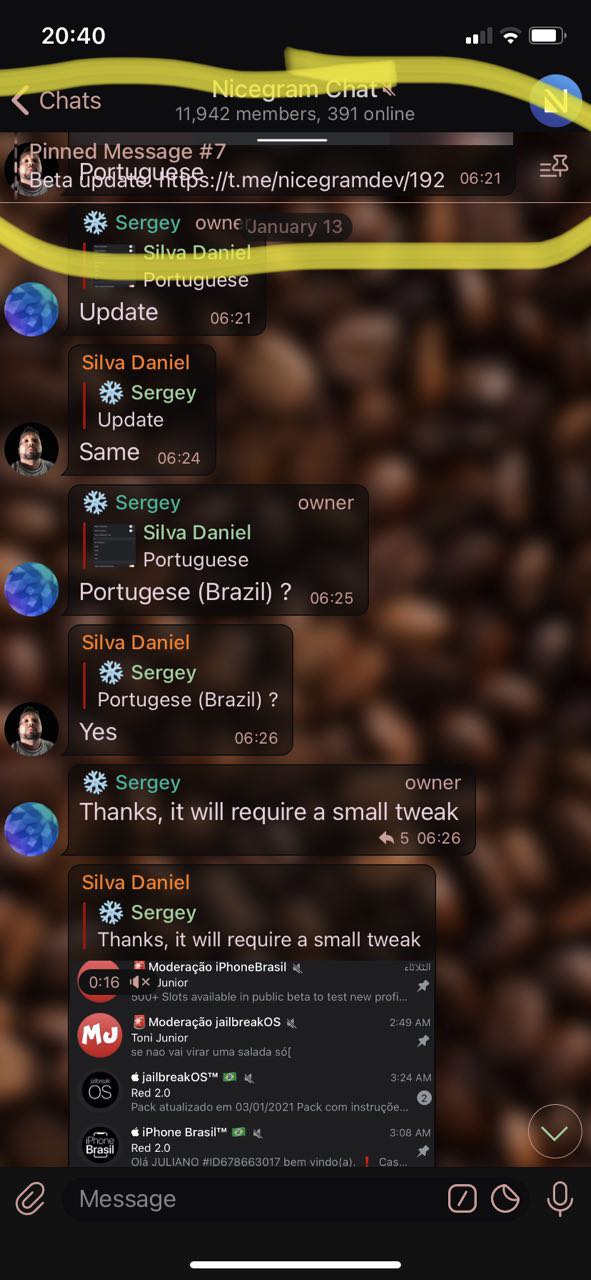 20:40
Chats
Nicegram Chat
11,942 members, 391 online
Pinned Message #7
Portuguese
Beta update: https://t.me/nicegramdev/192
06:21
Sergey owner
January 13
Silva Daniel
Portuguese
Update 06:21
Silva Daniel
Sergey
Update
Same 06:24
Sergey owner
Silva Daniel
Portuguese
Portugese (Brazil) ? 06:25
Silva Daniel
Sergey
Portugese (Brazil) ?
Yes 06:26
Sergey owner
Thanks, it will require a small tweak
5 06:26
Silva Daniel
Sergey
Thanks, it will require a small tweak
Moderação iPhoneBrasil
0:16 Junior
500+ Slots available in public beta to test new profi...
Moderação jailbreakOS 2:49 AM
MJ Toni Junior
se nao vai virar uma salada só[
jailbreakOS™ 3:24 AM
jailbreak OS Red 2.0
Pack atualizado em 03/01/2021 Pack com instruçõe... 2
iPhone Brasil™ 3:08 AM
iPhone Brasil Red 2.0
Olá JULIANO #ID678663017 bem vindo(a). ❗ Cas...
Message